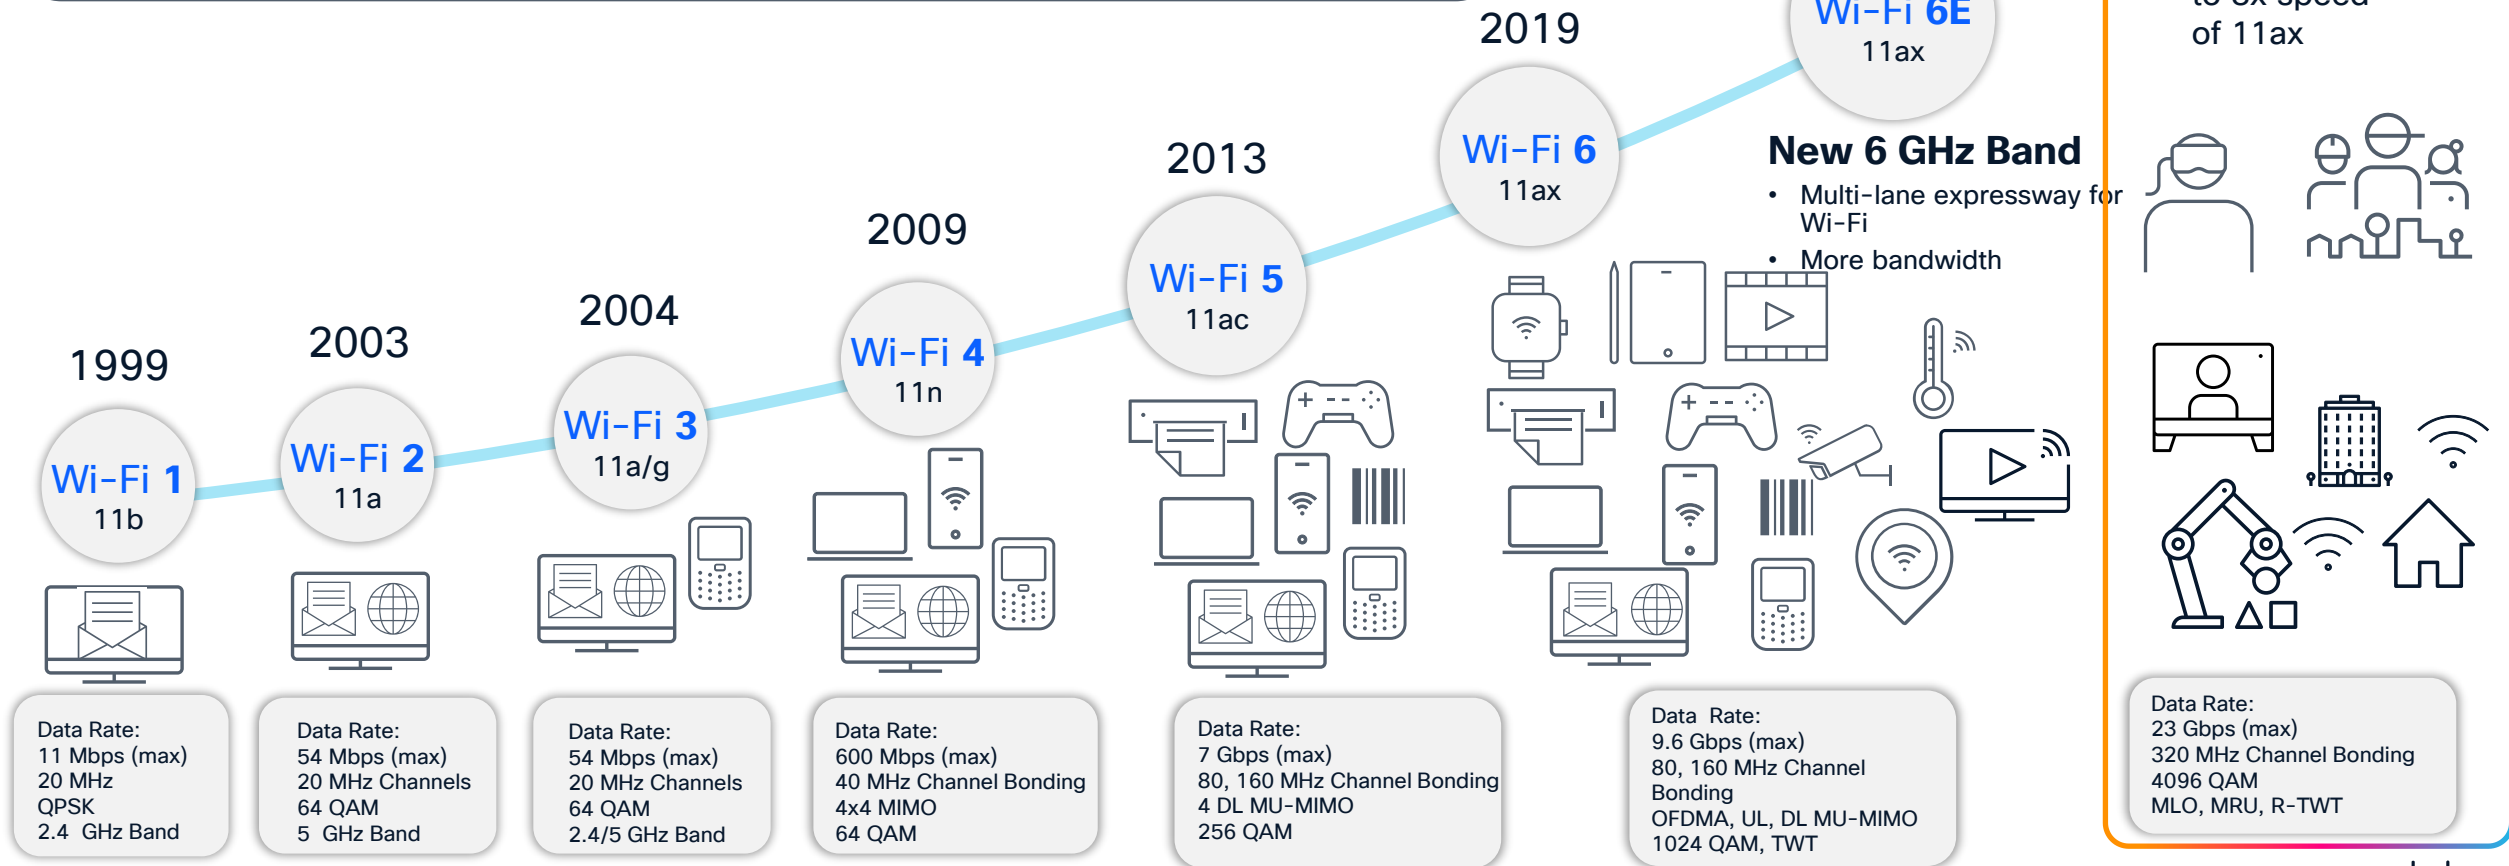 1999
Wi-Fi 1
11b
Data Rate:
11 Mbps (max)
20 MHz
QPSK
2.4 GHz Band
2003
Wi-Fi 2
11a
Data Rate:
54 Mbps (max)
20 MHz Channels
64 QAM
5 GHz Band
2004
Wi-Fi 3
11a/g
Data Rate:
54 Mbps (max)
20 MHz Channels
64 QAM
2.4/5 GHz Band
2009
Wi-Fi 4
11n
Data Rate:
600 Mbps (max)
40 MHz Channel Bonding
4x4 MIMO
64 QAM
2013
Wi-Fi 5
11ac
Data Rate:
7 Gbps (max)
80, 160 MHz Channel Bonding
4 DL MU-MIMO
256 QAM
2019
Wi-Fi 6
11ax
Data Rate:
9.6 Gbps (max)
80, 160 MHz Channel
Bonding
OFDMA, UL, DL MU-MIMO
1024 QAM, TWT
Wi-Fi 6E
11ax
New 6 GHz Band
• Multi-lane expressway for
Wi-Fi
• More bandwidth
speed
of 11ax
Data Rate:
23 Gbps (max)
320 MHz Channel Bonding
4096 QAM
MLO, MRU, R-TWT